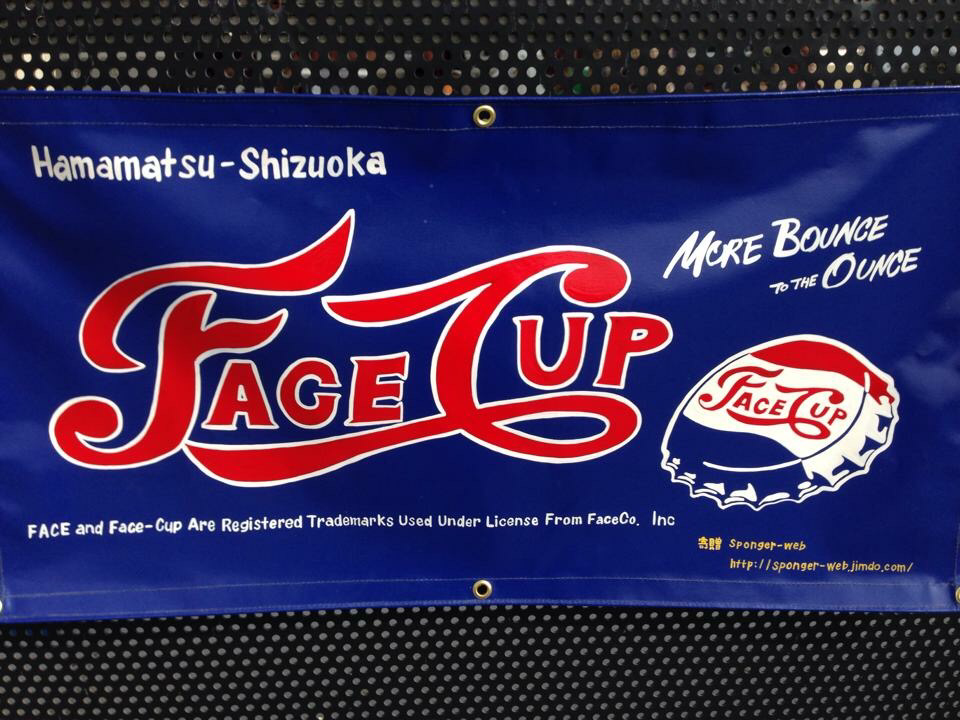 Hamamatsu-Shizuoka
MORE BOUNCE
TO THE OUNCE
FACE CUP
FACE CUP
FACE and Face-Cup Are Registered Trademarks Used Under License From FaceCo. Inc
寄贈 Sponger-web
http://sponger-web.jimdo.com/